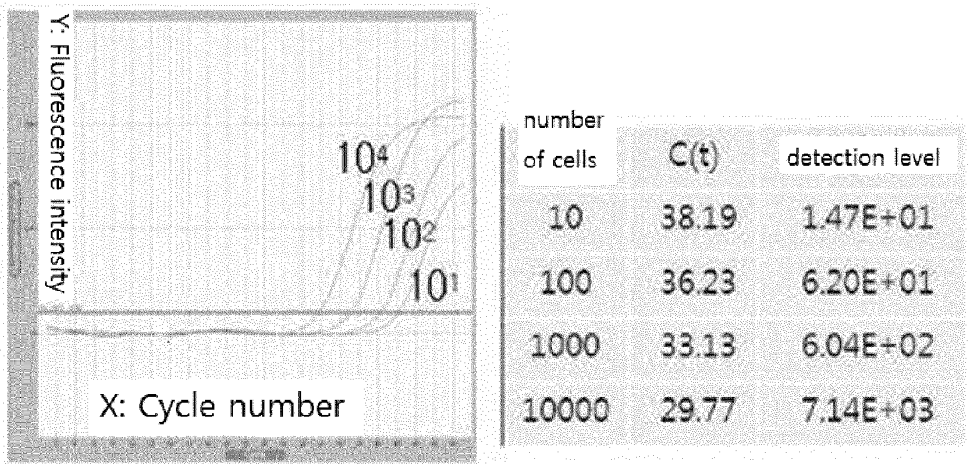 Y: Fluorescence intensity
10⁴
10³
10²
10¹
X: Cycle number
number of cells C(t) detection level
10 38.19 1.47E+01
100 36.23 6.20E+01
1000 33.13 6.04E+02
10000 29.77 7.14E+03